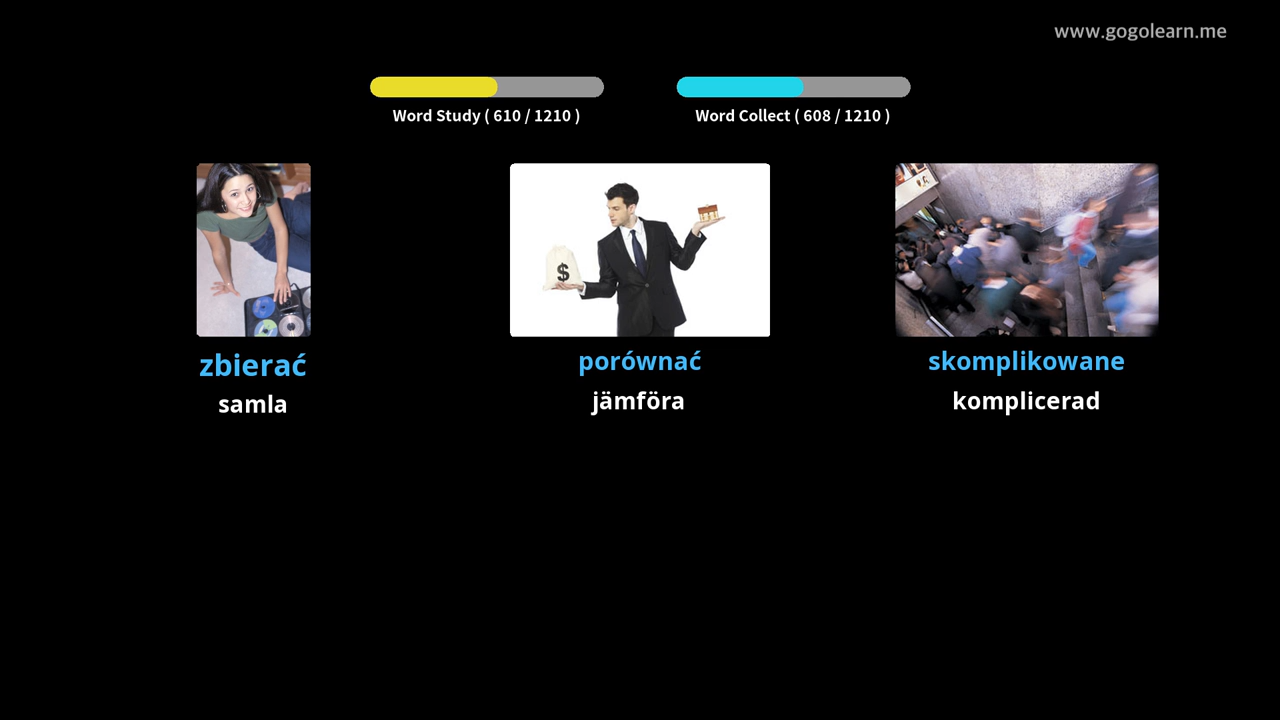 www.gogolearn.me
Word Study ( 610 / 1210 )
Word Collect ( 608 / 1210 )
$
zbierać
porównać
skomplikowane
samla
jämföra
komplicerad